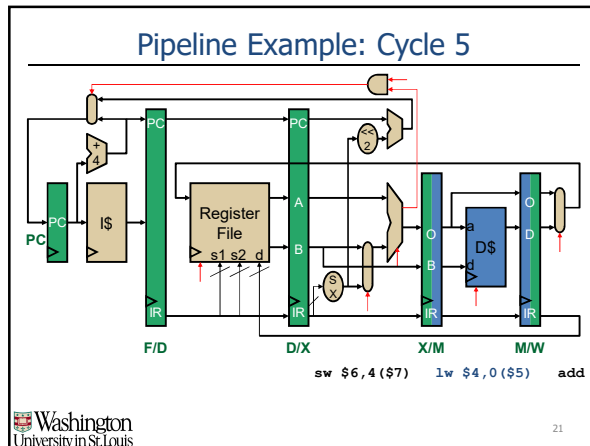 Pipeline Example: Cycle 5
PC
PC
<<
2
+
4
PC
PC
I$
Register
File
s1 s2 d
A
B
S
X
O
B
a
d
D$
O
D
IR
IR
IR
IR
F/D
D/X
X/M
M/W
sw $6,4($7)
lw $4,0($5)
add
Washington
University in St. Louis
21